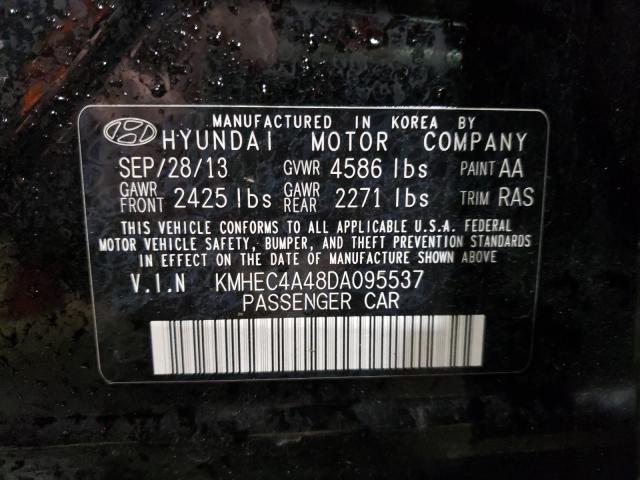 MANUFACTURED IN KOREA BY
HYUNDAI MOTOR COMPANY
SEP/28/13 GVWR 4586 lbs PAINT AA
GAWR FRONT 2425 lbs GAWR REAR 2271 lbs TRIM RAS
THIS VEHICLE CONFORMS TO ALL APPLICABLE U.S.A. FEDERAL
MOTOR VEHICLE SAFETY, BUMPER, AND THEFT PREVENTION STANDARDS
IN EFFECT ON THE DATE OF MANUFACTURE SHOWN ABOVE.
V.I.N KMHEC4A48DA095537
PASSENGER CAR